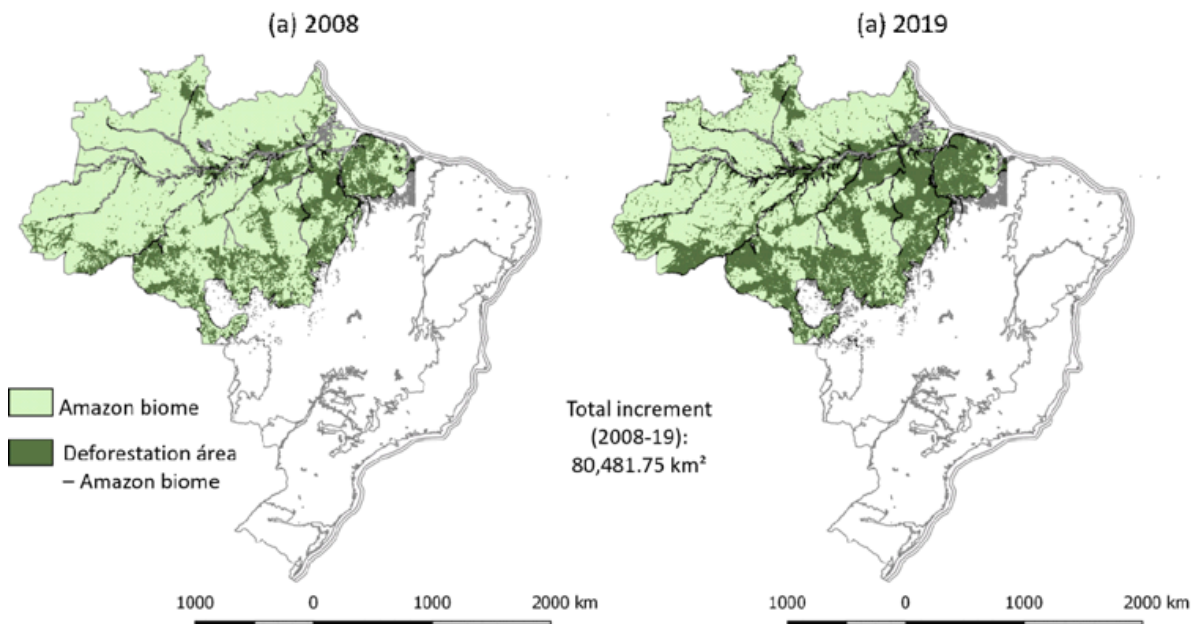 (a) 2008
(a) 2019
Amazon biome
Deforestation área
– Amazon biome
Total increment
(2008-19):
80,481.75 km²
1000 0 1000 2000 km
1000 0 1000 2000 km